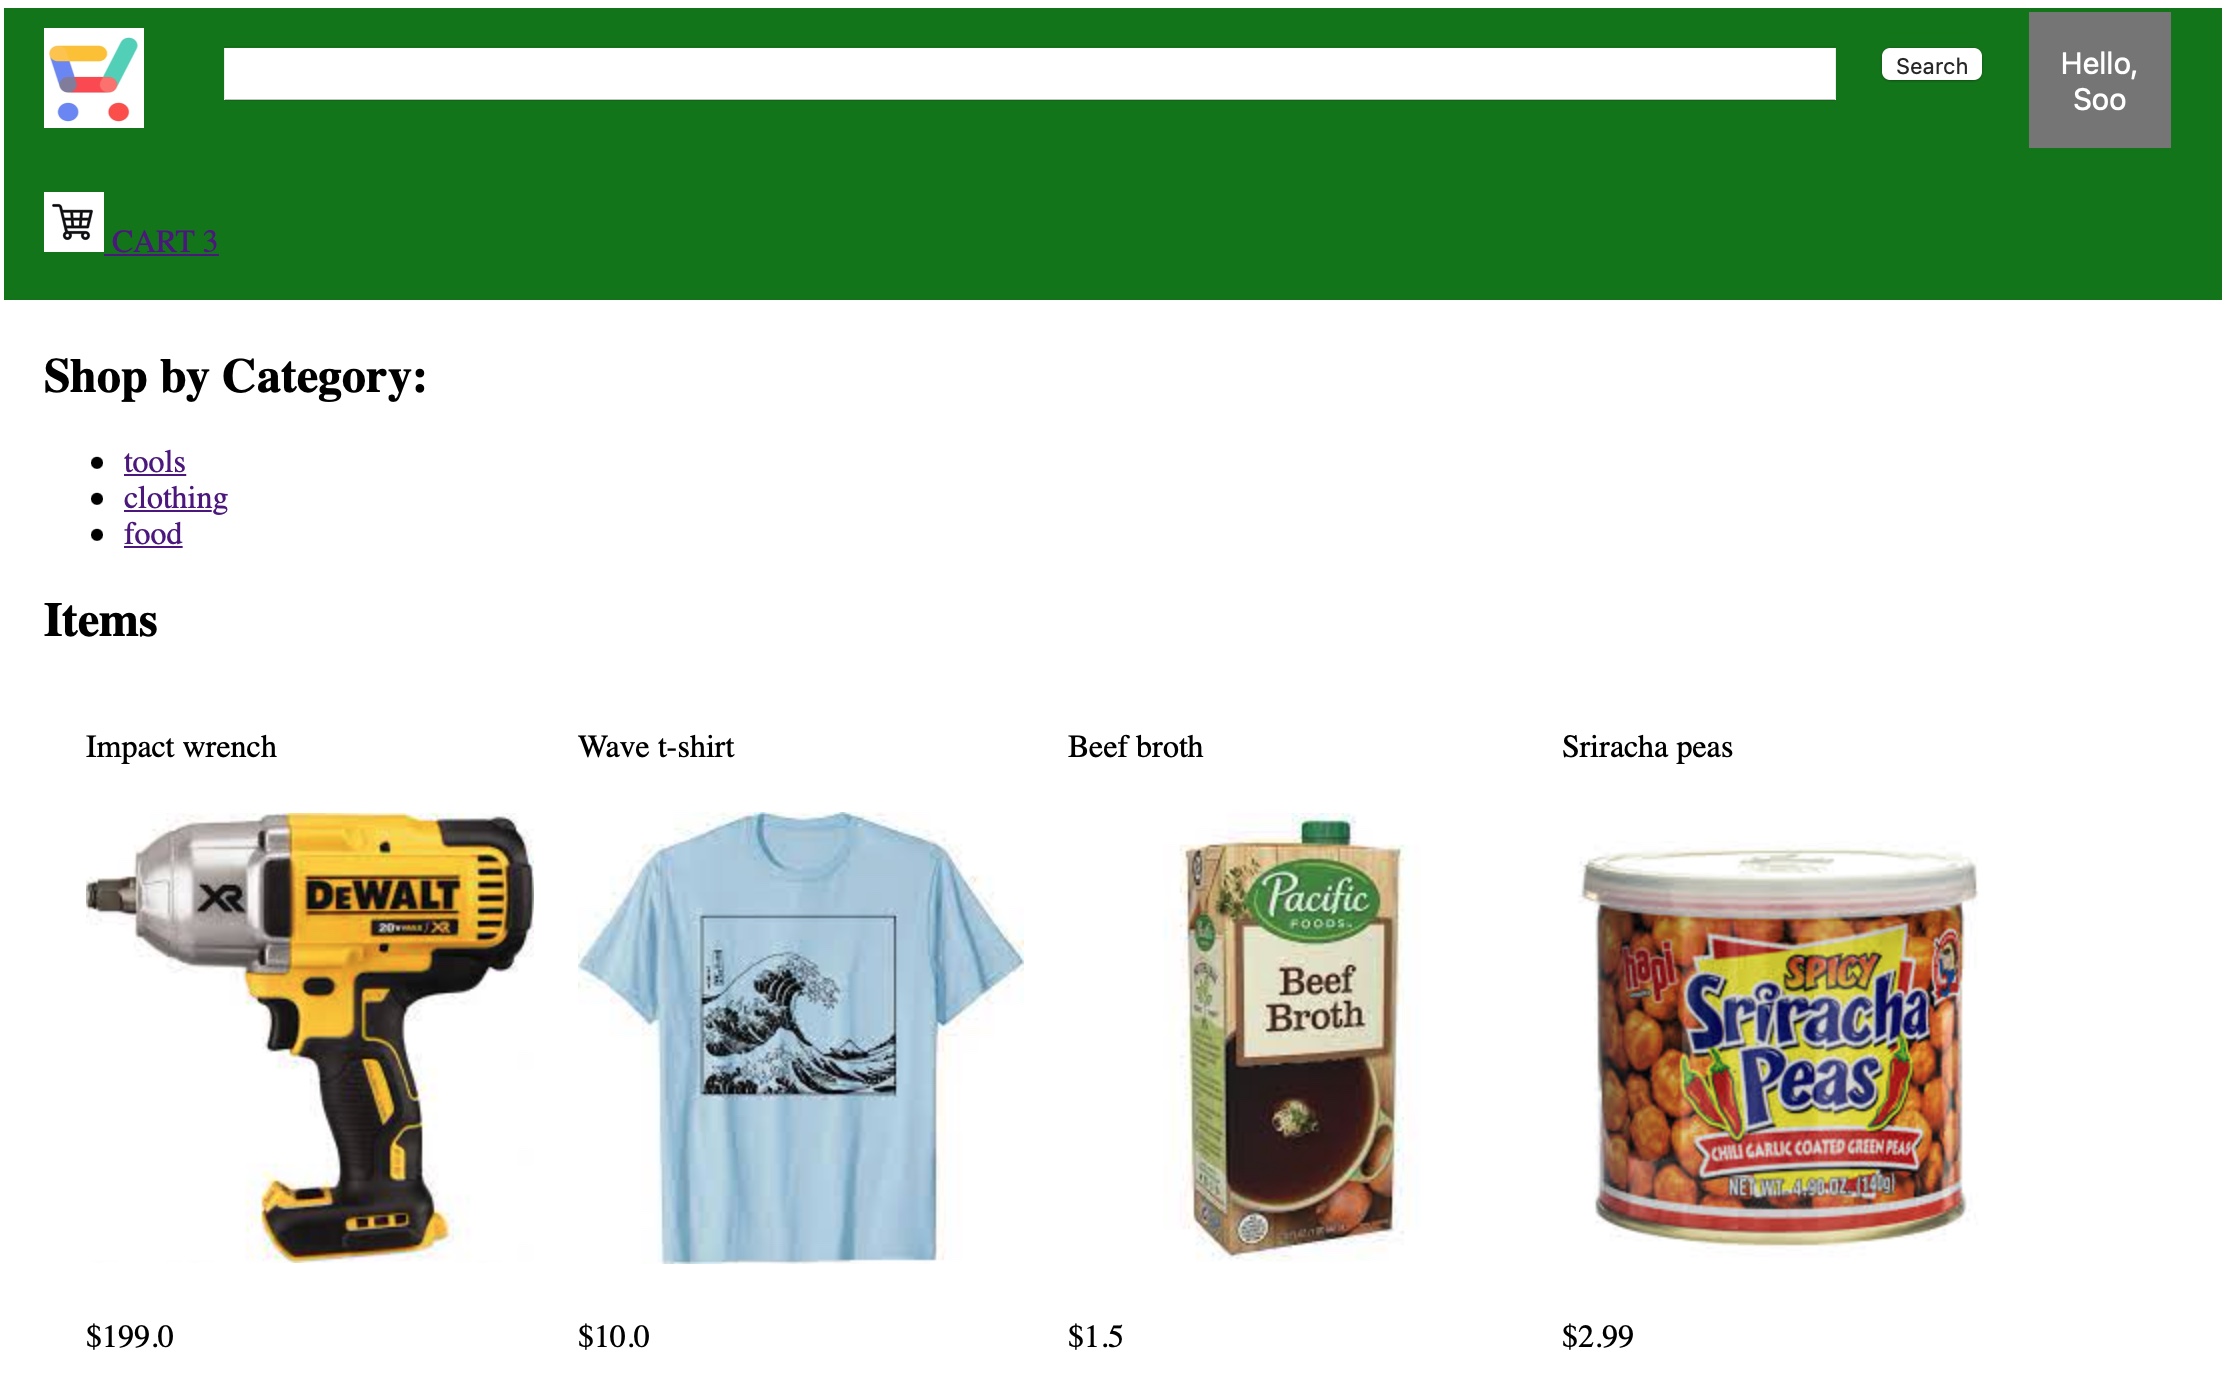 Search
Hello,
Soo
CART 3
Shop by Category:
tools
clothing
food
Items
Impact wrench
Wave t-shirt
Beef broth
Sriracha peas
XR
DEWALT
20V MAX / XR
Pacific
FOODS
Beef
Broth
hapi
SPICY
Sriracha
Peas
CHILI GARLIC COATED GREEN PEAS
NET WT. 4.90 OZ. (140g)
$199.0
$10.0
$1.5
$2.99